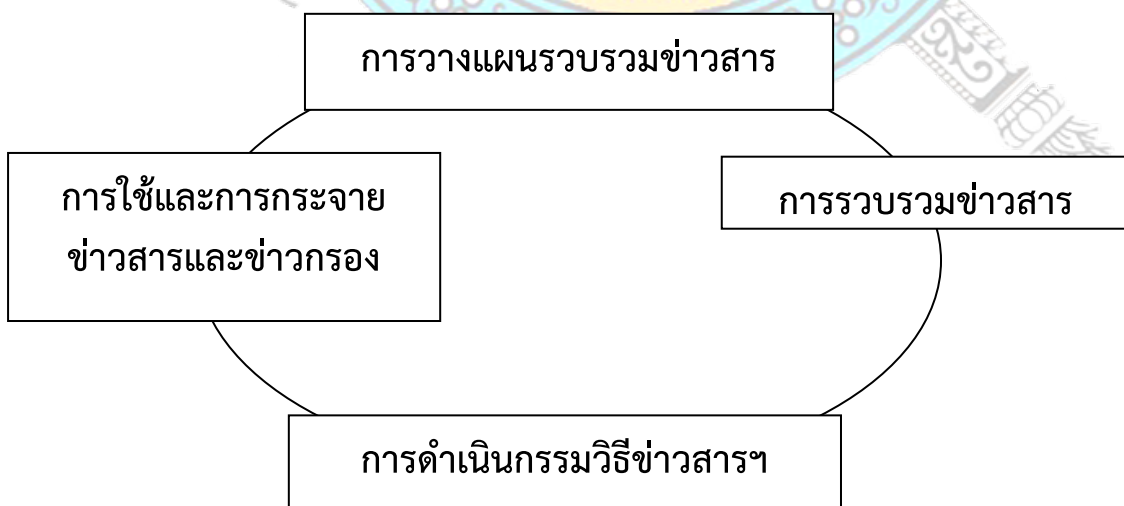 การวางแผนรวบรวมข่าวสาร
การรวบรวมข่าวสาร
การดำเนินกรรมวิธีข่าวสารฯ
การใช้และการกระจาย
ข่าวสารและข่าวกรอง